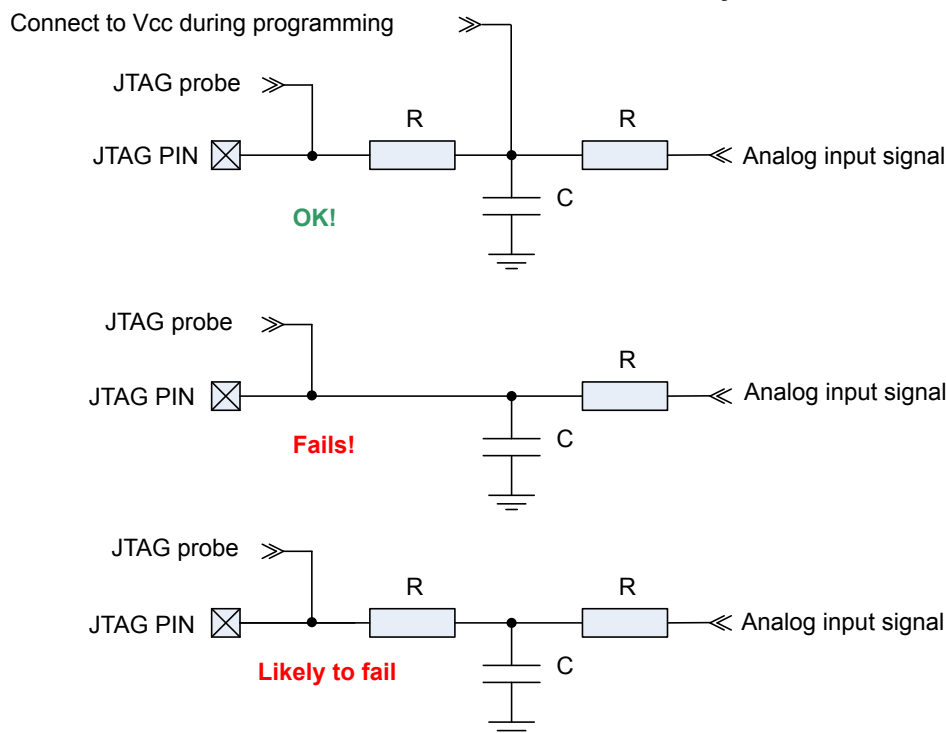 Connect to Vcc during programming
JTAG probe
R
R
JTAG PIN
Analog input signal
C
OK!
JTAG probe
R
JTAG PIN
Analog input signal
C
Fails!
JTAG probe
R
R
JTAG PIN
Analog input signal
C
Likely to fail